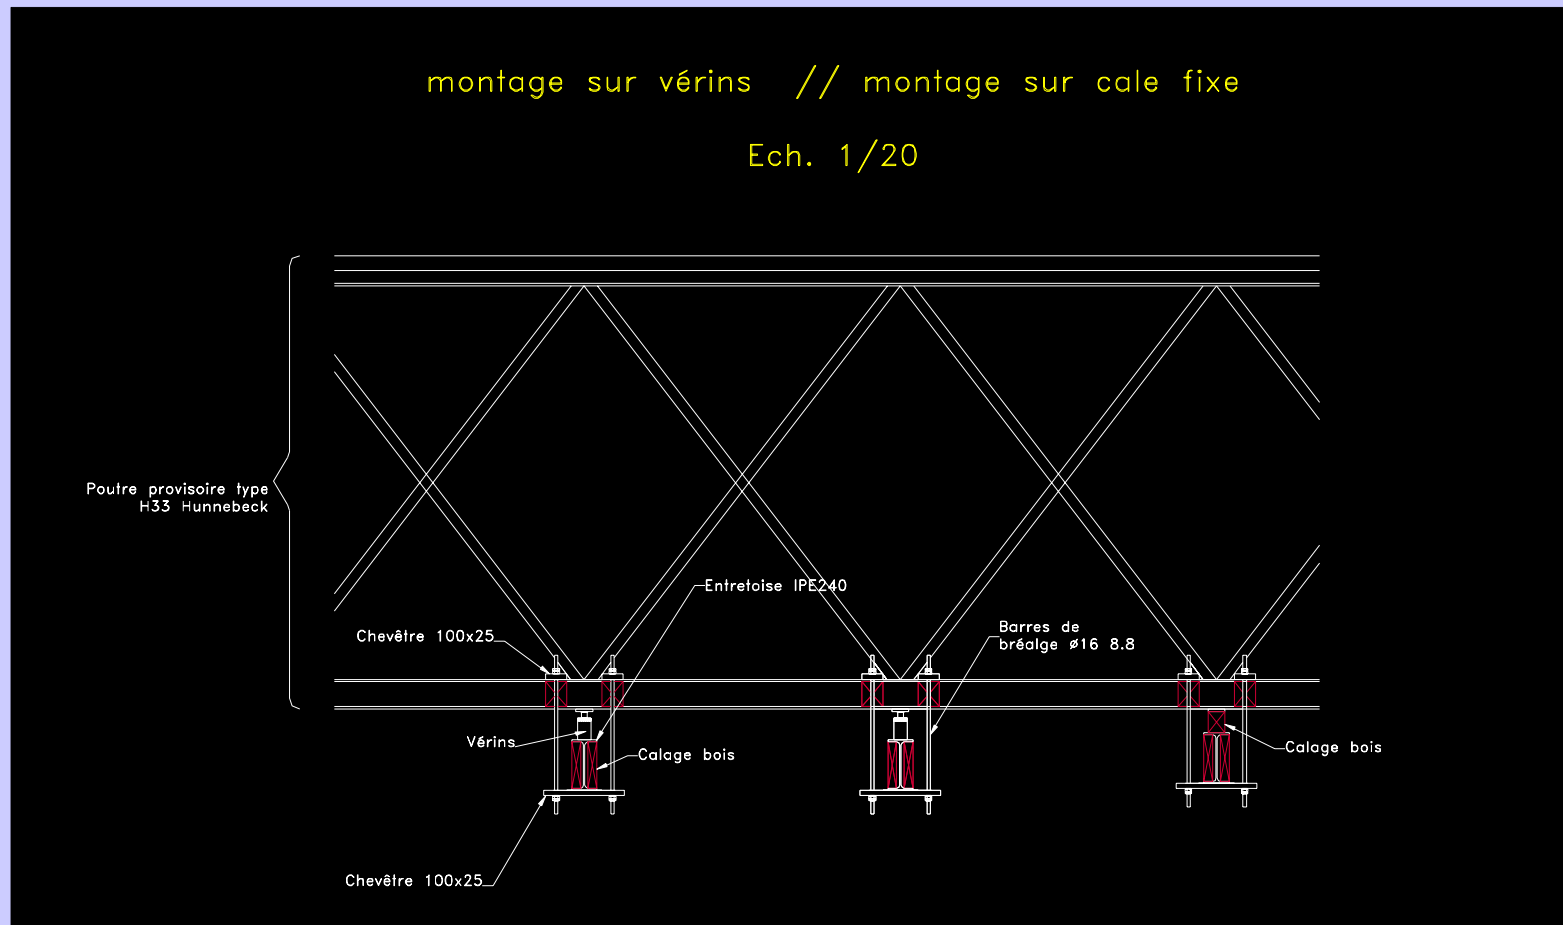 montage sur vérins // montage sur cale fixe
Ech. 1/20
Poutre provisoire type
H33 Hunnebeck
Entretoise IPE240
Chevêtre 100x25
Barres de
bréalge ø16 8.8
Vérins
Calage bois
Calage bois
Chevêtre 100x25